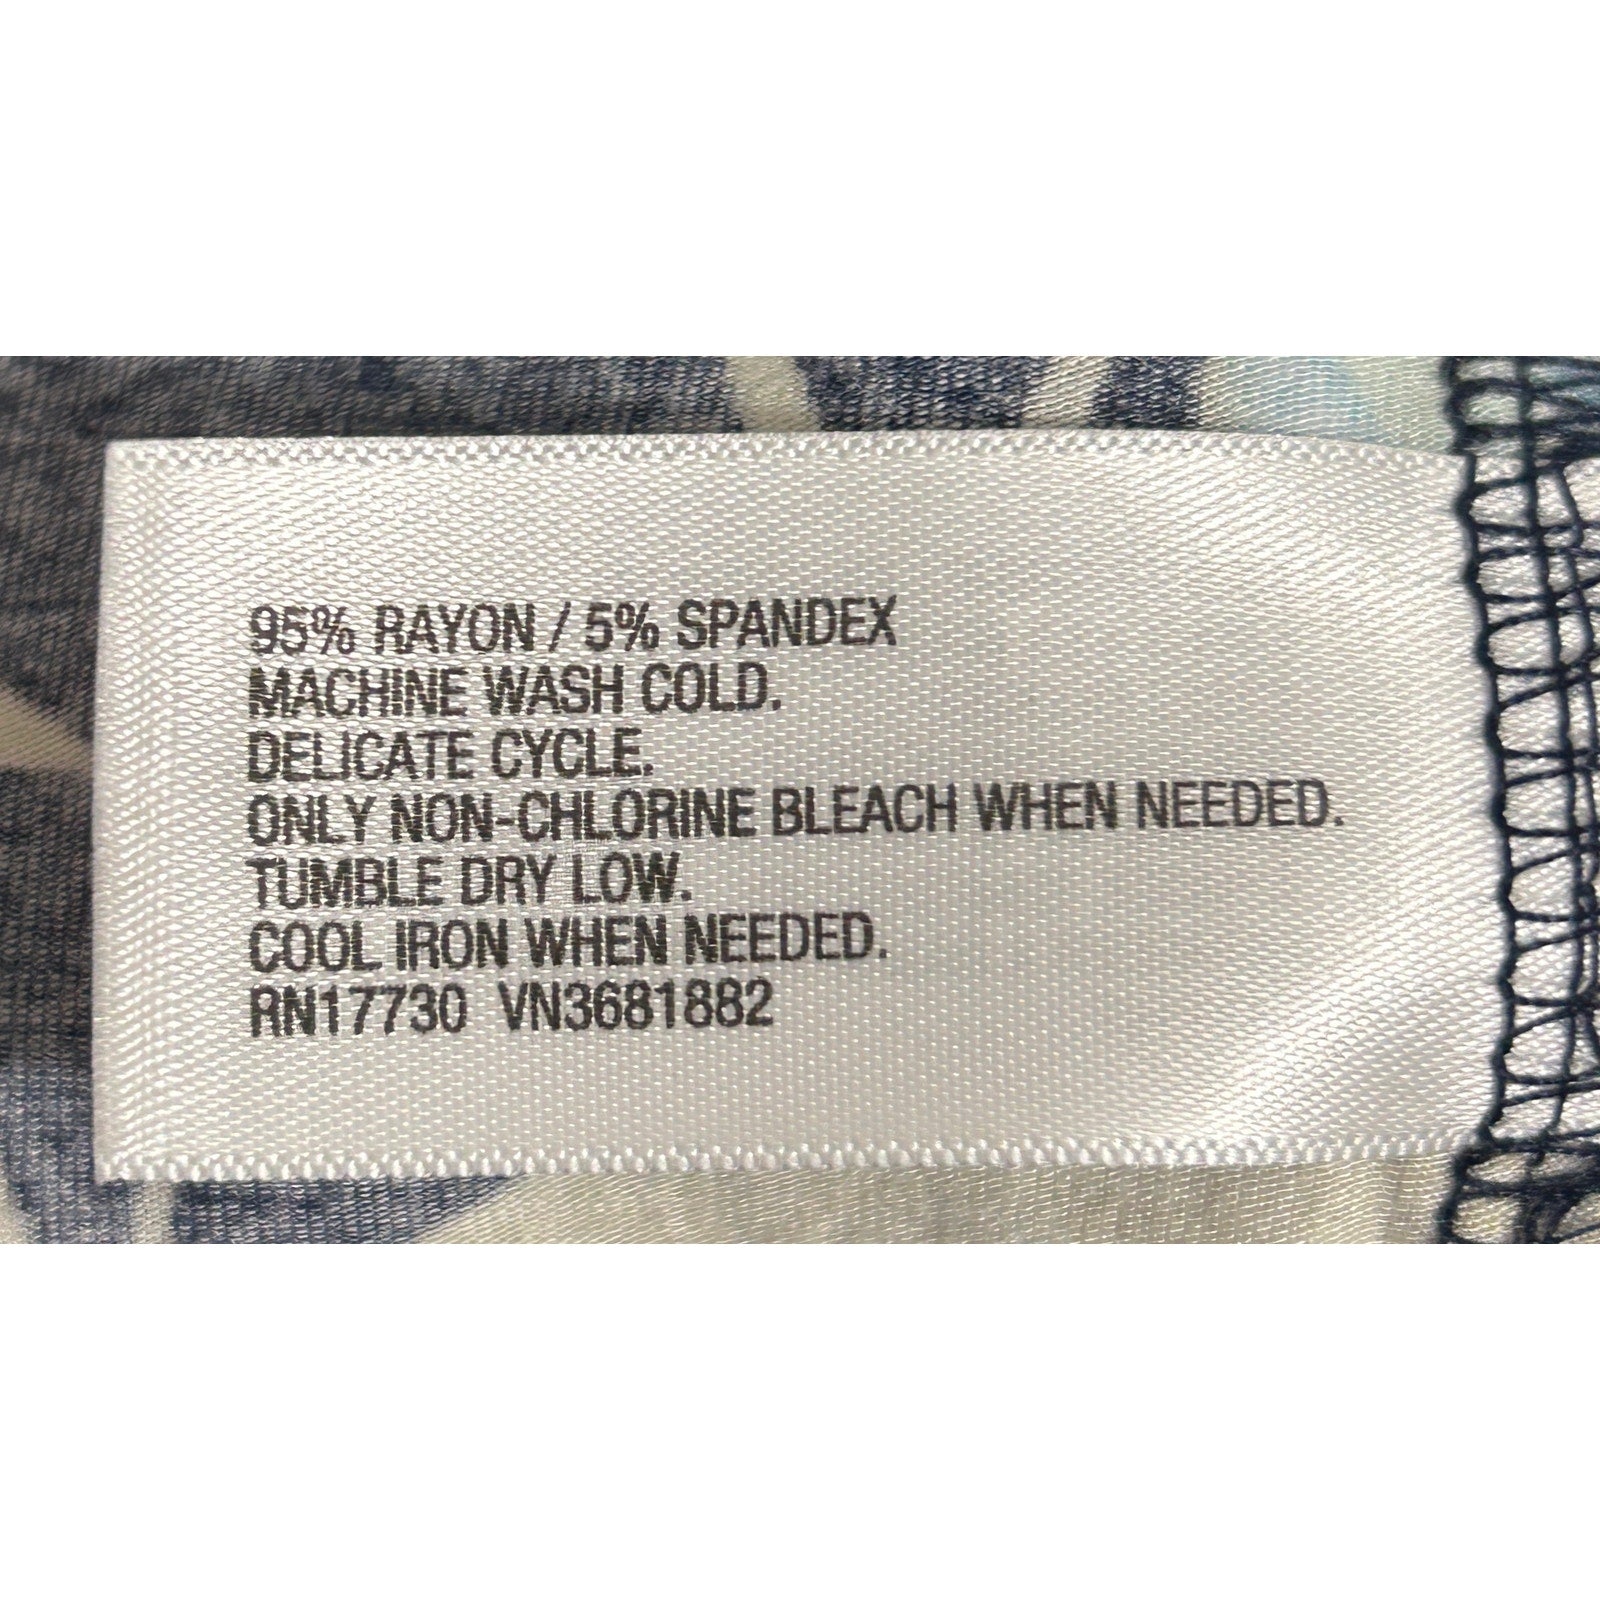 95% RAYON / 5% SPANDEX
MACHINE WASH COLD.
DELICATE CYCLE.
ONLY NON-CHLORINE BLEACH WHEN NEEDED.
TUMBLE DRY LOW.
COOL IRON WHEN NEEDED.
RN17730 VN3681882